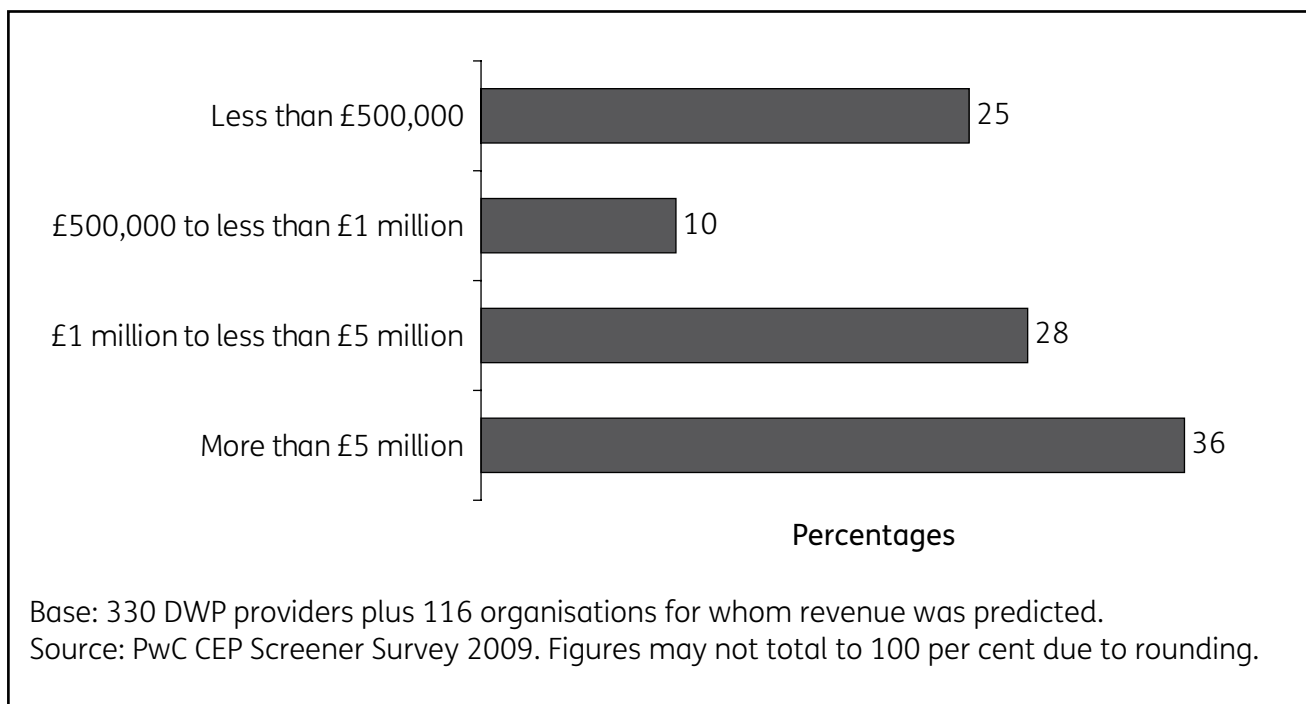 Less than £500,000
25
£500,000 to less than £1 million
10
£1 million to less than £5 million
28
More than £5 million
36
Percentages
Base: 330 DWP providers plus 116 organisations for whom revenue was predicted.
Source: PwC CEP Screener Survey 2009. Figures may not total to 100 per cent due to rounding.